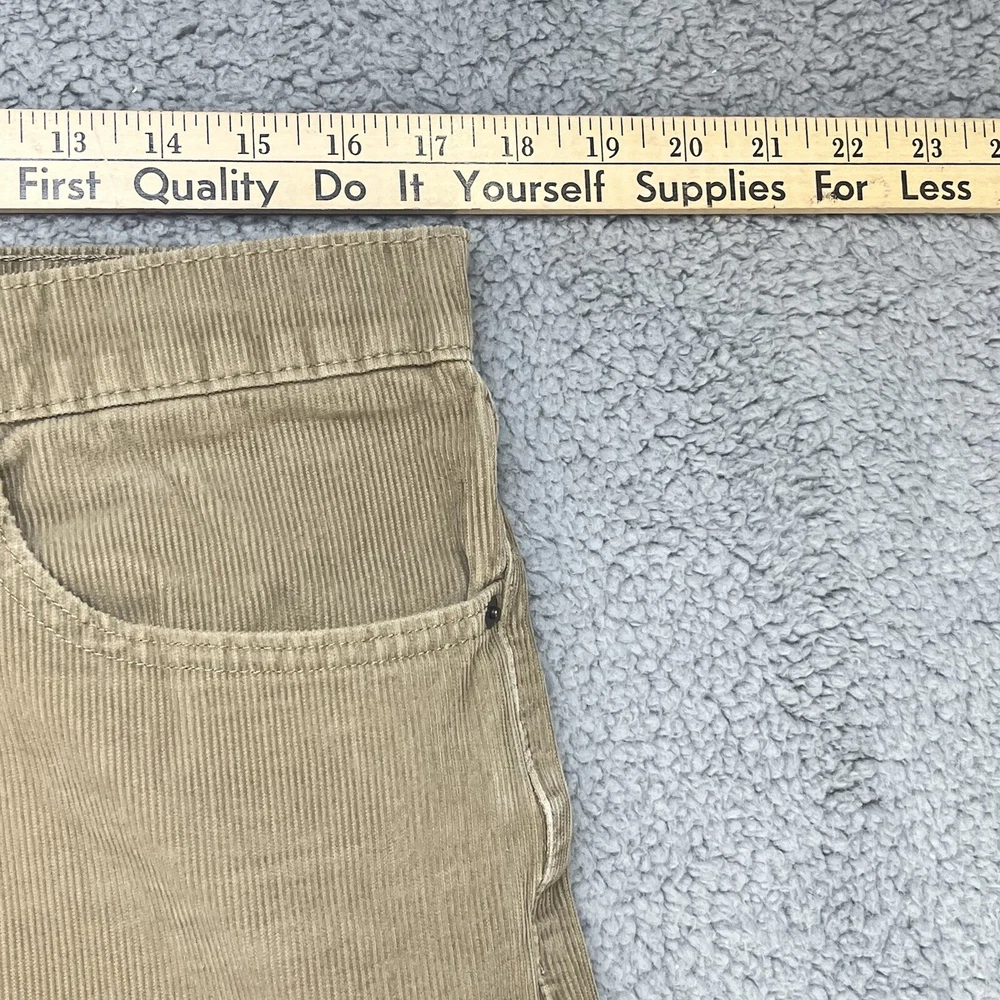 13 14 15 16 17 18 19 20 21 22 23 2
First Quality Do It Yourself Supplies For Less